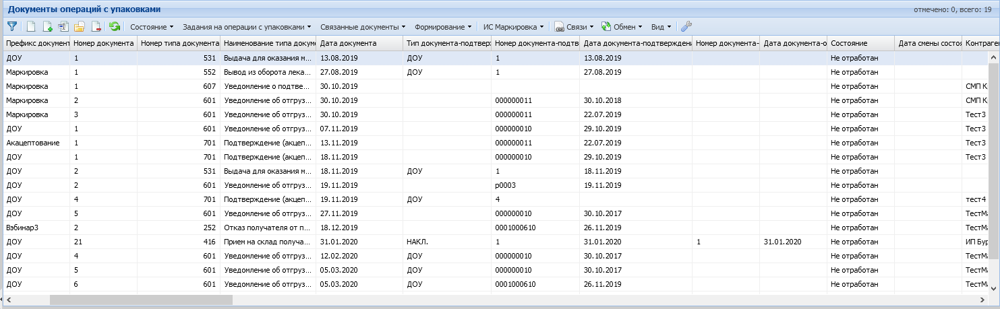 Документы операций с упаковками отмечено: 0, всего: 19
Состояние Задания на операции с упаковками Связанные документы Формирование ИС Маркировка Связи Обмен Вид
Префикс документ Номер документа Номер типа документа Наименование типа докум Дата документа Тип документа-подтвер Номер документа-подтв Дата документа-подтверждени Номер документа- Дата документа-о Состояние Дата смены состоя Контраген
ДОУ 1 531 Выдача для оказания м... 13.08.2019 ДОУ 1 13.08.2019 Не отработан
Маркировка 1 552 Вывод из оборота лека... 27.08.2019 ДОУ 1 27.08.2019 Не отработан
Маркировка 1 607 Уведомление о подтве... 30.10.2019 Не отработан СМП К
Маркировка 2 601 Уведомление об отгруз... 30.10.2019 000000011 30.10.2018 Не отработан СМП К
Маркировка 3 601 Уведомление об отгруз... 30.10.2019 000000011 22.07.2019 Не отработан Тест3
ДОУ 1 601 Уведомление об отгруз... 07.11.2019 000000010 29.10.2019 Не отработан Тест3
Акацептование 1 701 Подтверждение (акцеп... 13.11.2019 000000011 22.07.2019 Не отработан Тест3
ДОУ 1 701 Подтверждение (акцеп... 18.11.2019 000000010 29.10.2019 Не отработан Тест3
ДОУ 2 531 Выдача для оказания м... 18.11.2019 ДОУ 1 18.11.2019 Не отработан
ДОУ 2 601 Уведомление об отгруз... 19.11.2019 р0003 19.11.2019 Не отработан
ДОУ 4 701 Подтверждение (акцеп... 19.11.2019 ДОУ 4 Не отработан тест4
ДОУ 5 601 Уведомление об отгруз... 27.11.2019 000000010 30.10.2017 Не отработан ТестМа
Вэбинар3 2 252 Отказ получателя от п... 18.12.2019 0001000610 26.11.2019 Не отработан ТестМа
ДОУ 21 416 Прием на склад получа... 31.01.2020 НАКЛ. 1 31.01.2020 1 31.01.2020 Не отработан ИП Бур
ДОУ 4 601 Уведомление об отгруз... 12.02.2020 ДОУ 000000010 30.10.2017 Не отработан ТестМа
ДОУ 5 601 Уведомление об отгруз... 05.03.2020 ДОУ 000000010 30.10.2017 Не отработан ТестМа
ДОУ 6 601 Уведомление об отгруз... 05.03.2020 ДОУ 0001000610 26.11.2019 Не отработан ТестМа